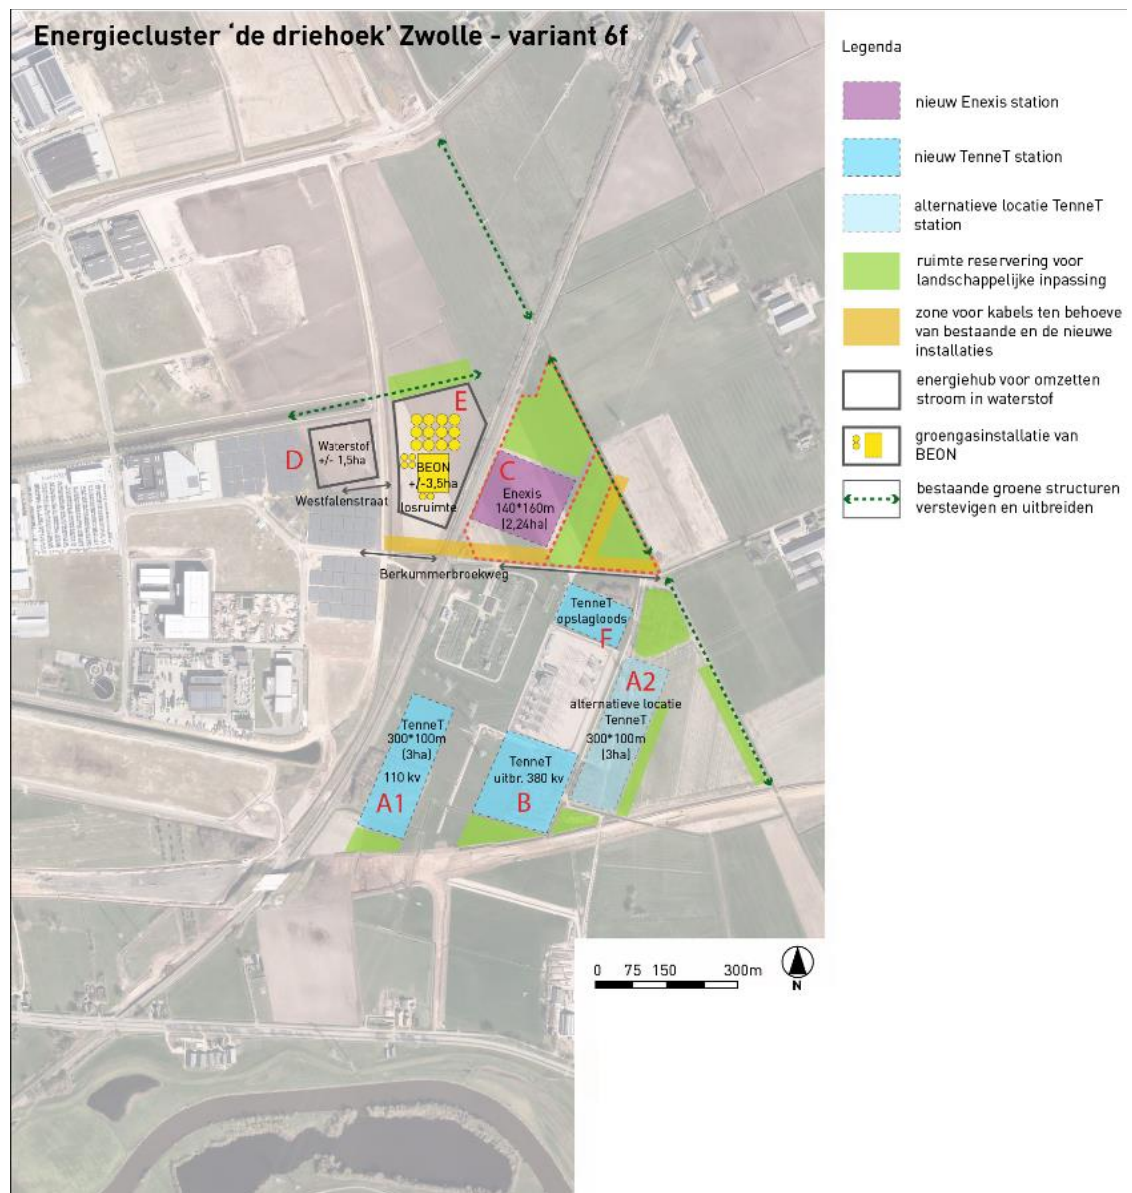 Energiecluster ‘de driehoek’ Zwolle - variant 6f
Legenda
nieuw Enexis station
nieuw TenneT station
alternatieve locatie TenneT
station
ruimte reservering voor
landschappelijke inpassing
zone voor kabels ten behoeve
van bestaande en de nieuwe
installaties
energiehub voor omzetten
stroom in waterstof
groengasinstallatie van
BEON
bestaande groene structuren
verstevigen en uitbreiden
E
D
Waterstof
+/- 1,5ha
Westfalenstraat
BEON
+/-3,5ha
losruimte
C
Enexis
140*160m
(2,24ha)
Berkummerbroekweg
TenneT
opslagloods
F
A2
alternatieve locatie
TenneT
300*100m
(3ha)
TenneT
300*100m
(3ha)
110 kv
A1
TenneT
uitbr. 380 kv
B
0 75 150 300m
N